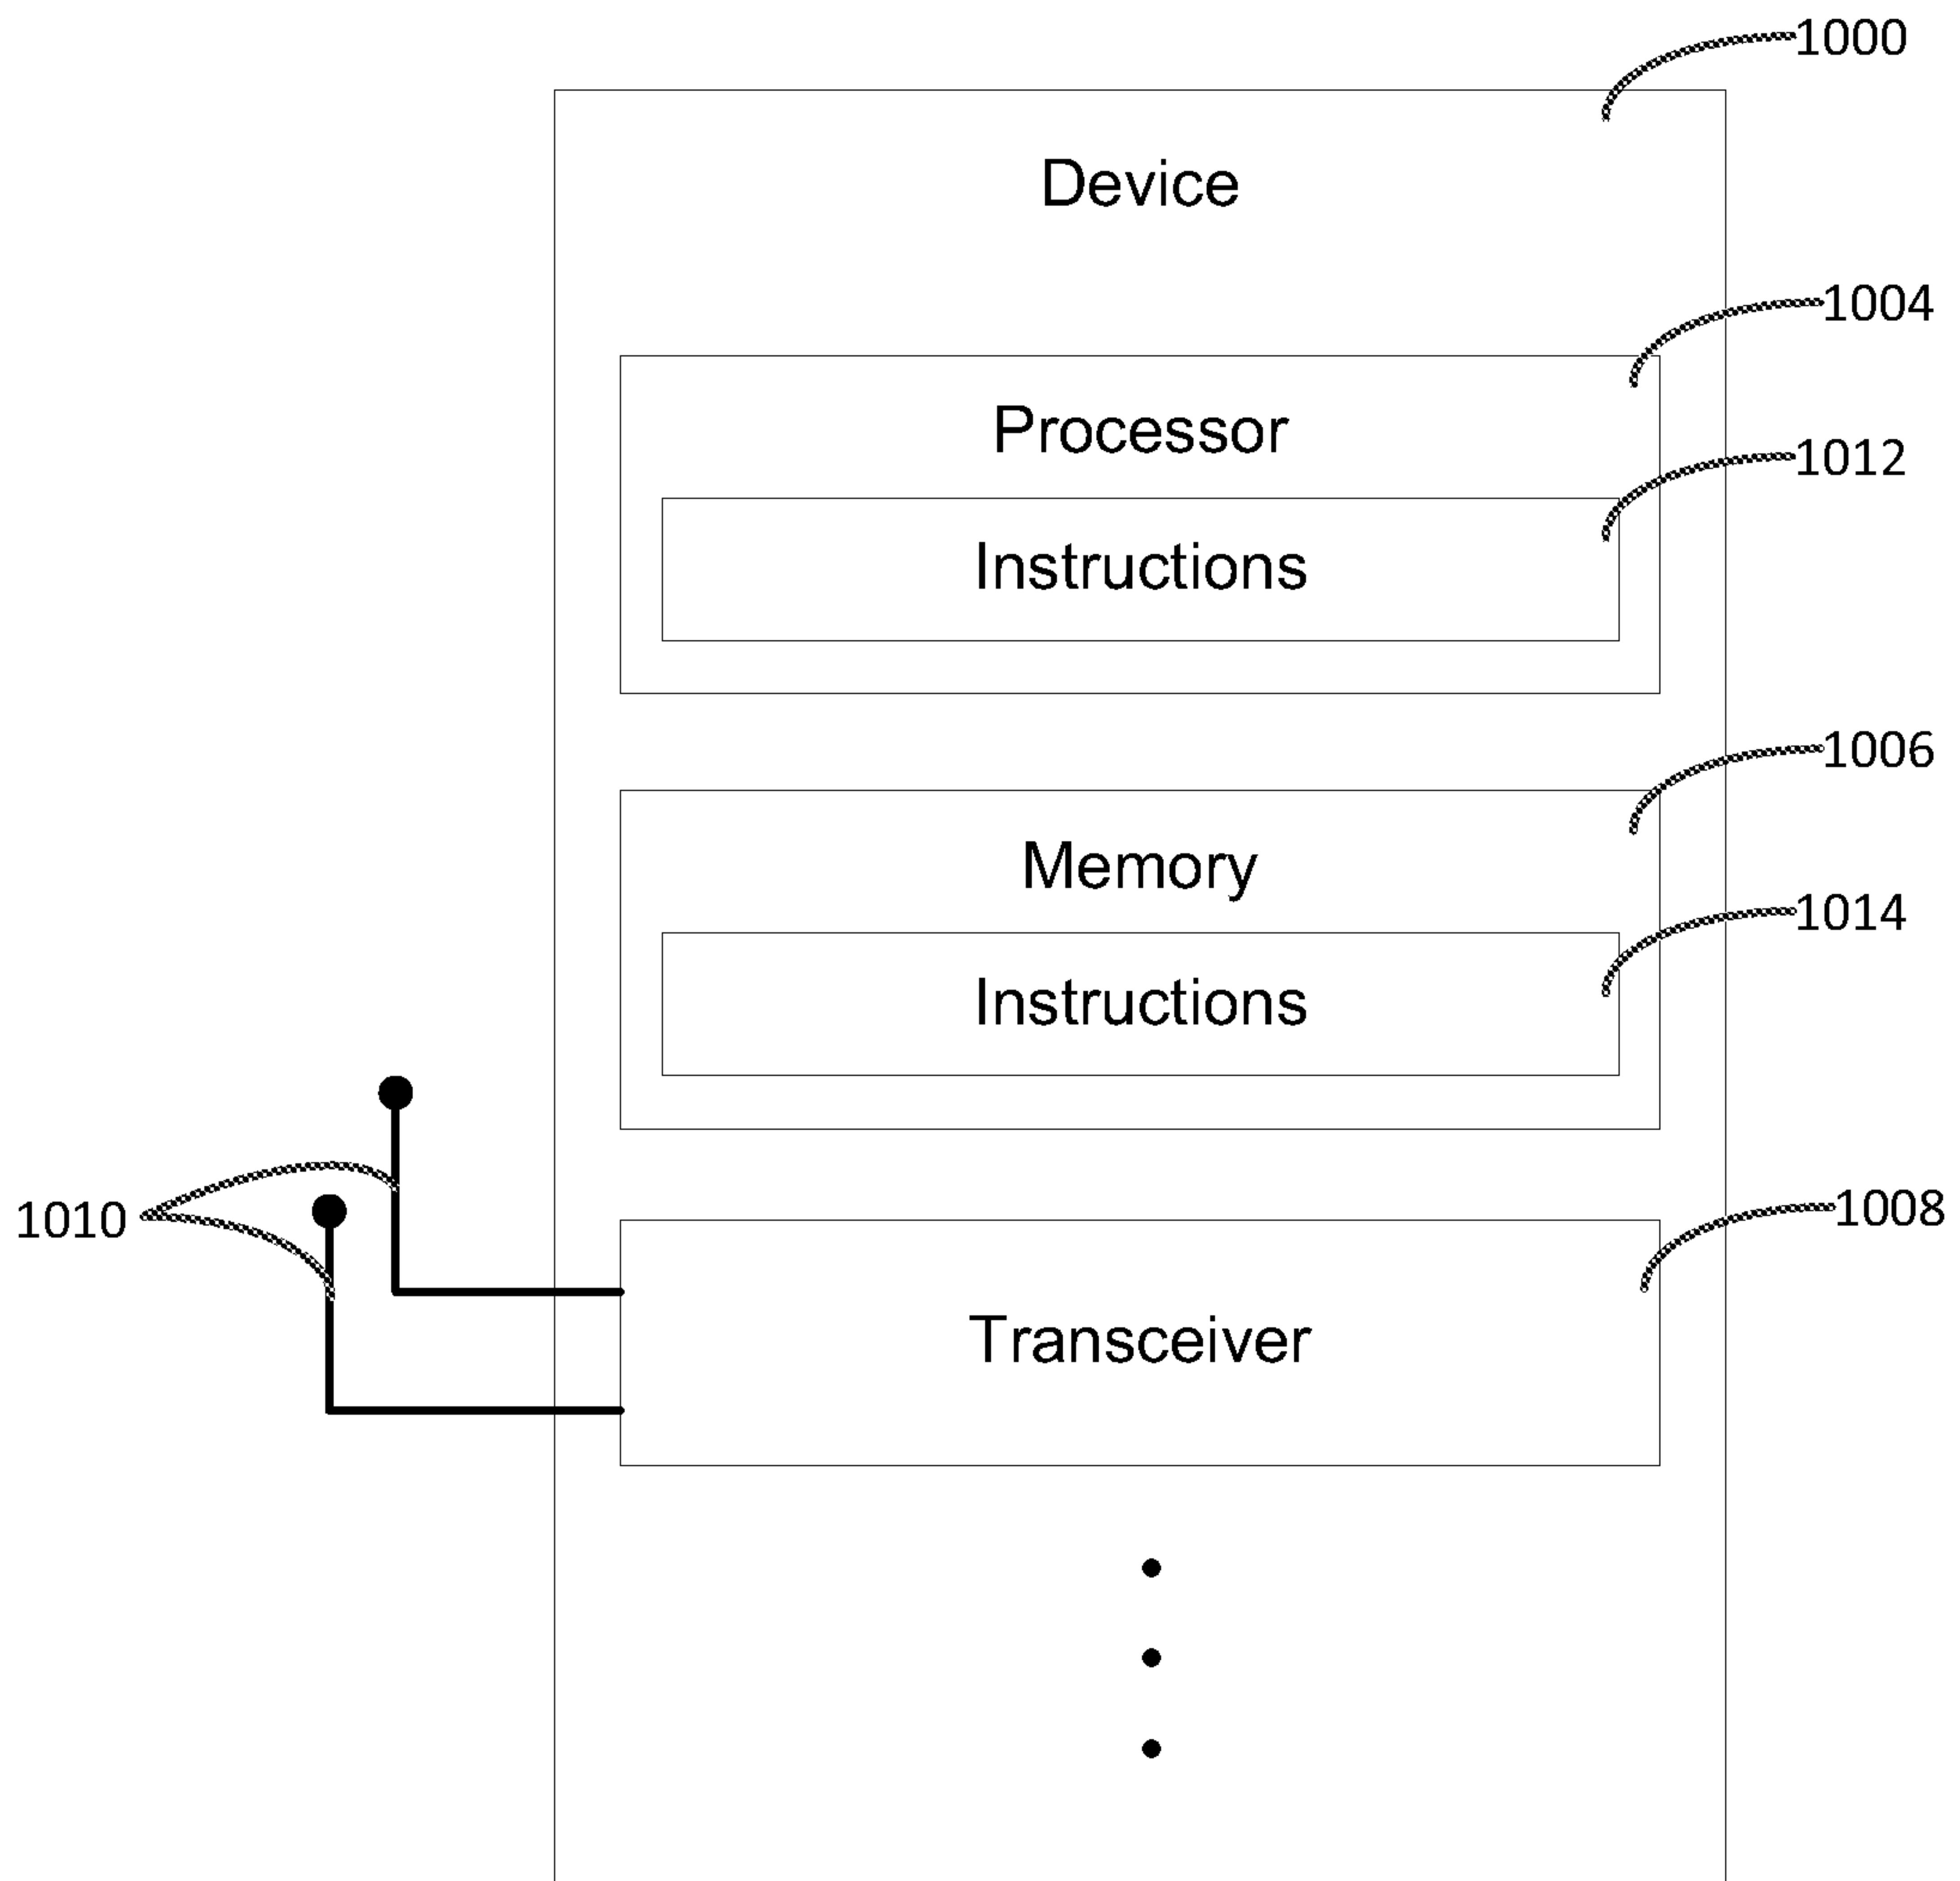 1000
Device
1004
Processor
1012
Instructions
1006
Memory
1014
Instructions
1010
1008
Transceiver